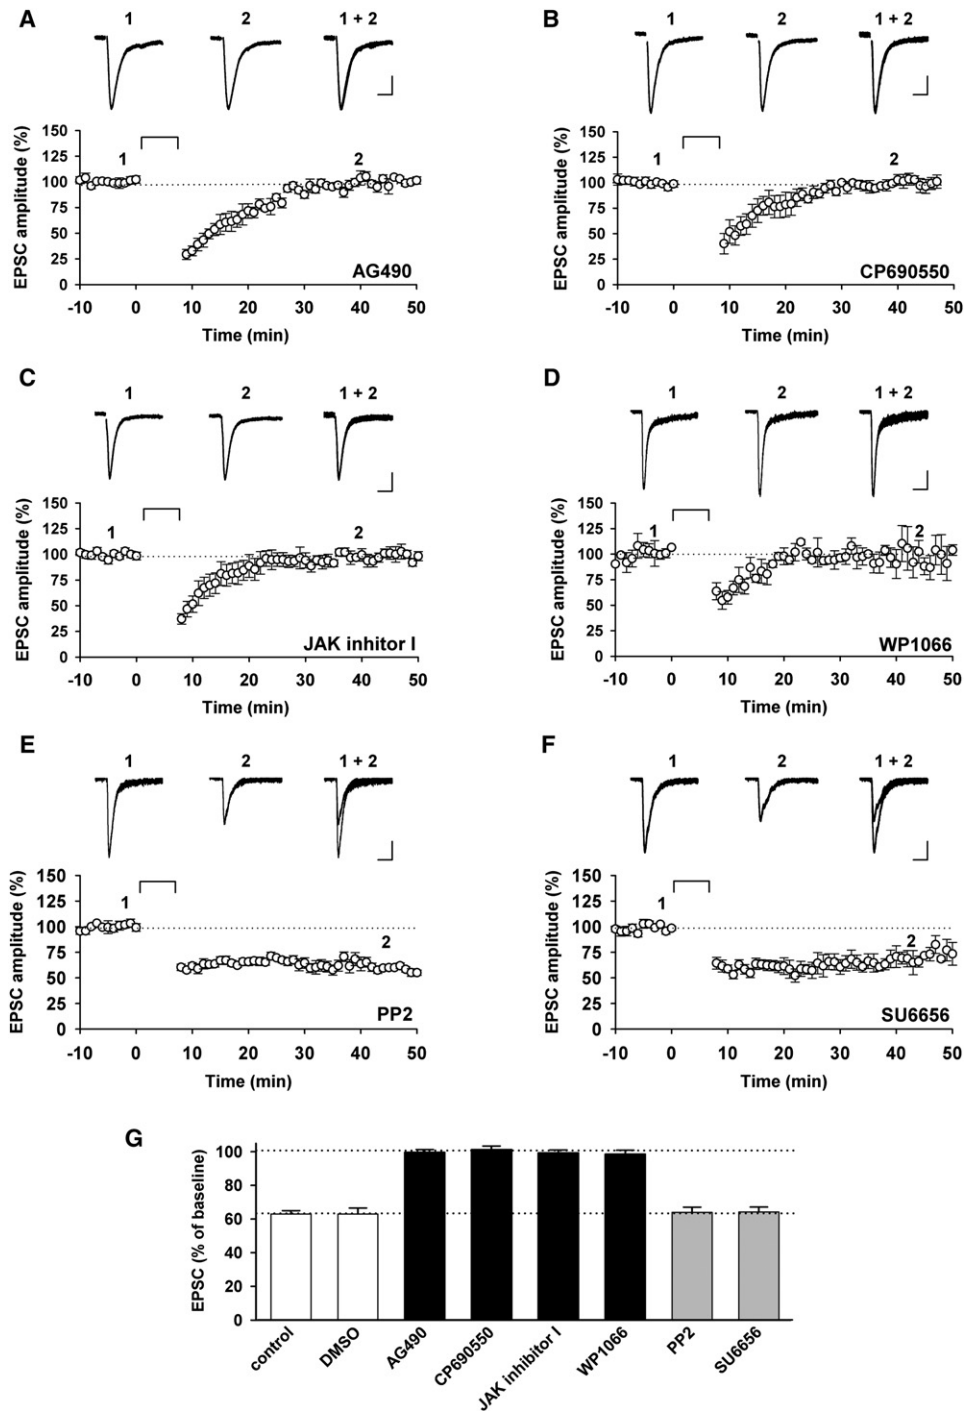 A
1 2 1 + 2
EPSC amplitude (%)
150
125
100
75
50
25
0
1
2
AG490
-10 0 10 20 30 40 50
Time (min)
B
1 2 1 + 2
EPSC amplitude (%)
150
125
100
75
50
25
0
1
2
CP690550
-10 0 10 20 30 40 50
Time (min)
C
1 2 1 + 2
EPSC amplitude (%)
150
125
100
75
50
25
0
1
2
JAK inhitor I
-10 0 10 20 30 40 50
Time (min)
D
1 2 1 + 2
EPSC amplitude (%)
150
125
100
75
50
25
0
1
2
WP1066
-10 0 10 20 30 40 50
Time (min)
E
1 2 1 + 2
EPSC amplitude (%)
150
125
100
75
50
25
0
1
2
PP2
-10 0 10 20 30 40 50
Time (min)
F
1 2 1 + 2
EPSC amplitude (%)
150
125
100
75
50
25
0
1
2
SU6656
-10 0 10 20 30 40 50
Time (min)
G
EPSC (% of baseline)
100
80
60
40
20
0
control
DMSO
AG490
CP690550
JAK inhibitor I
WP1066
PP2
SU6656